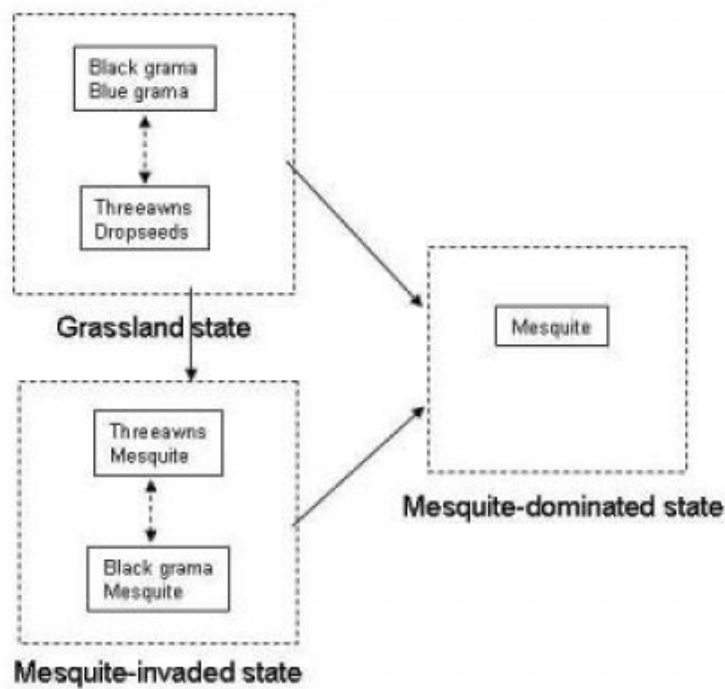 Black grama
Blue grama
Threeawns
Dropseeds
Grassland state
Mesquite
Threeawns
Mesquite
Mesquite-dominated state
Black grama
Mesquite
Mesquite-invaded state